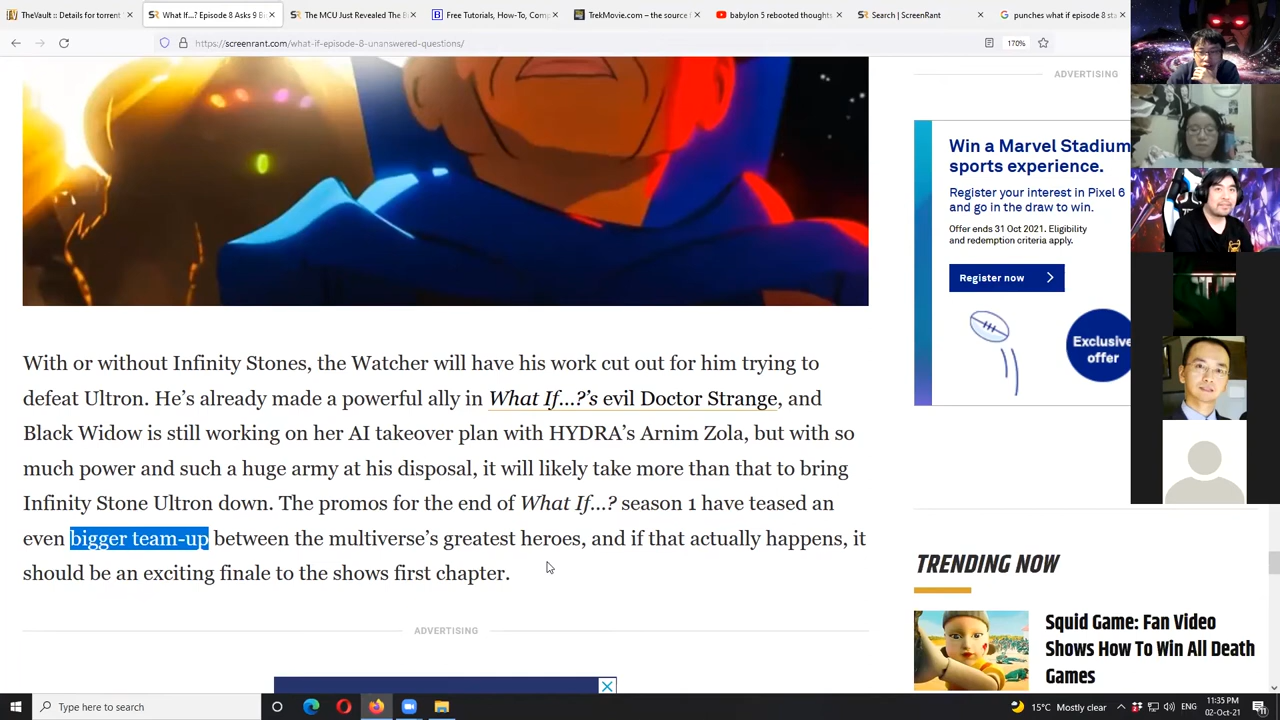 TheVault :: Details for torrent
What If...? Episode 8 Asks 9 B
The MCU Just Revealed The B
Free Tutorials, How-To, Comp
TrekMovie.com – the source f
babylon 5 rebooted thoughts
Search | ScreenRant
punches what if episode 8 sta
https://screenrant.com/what-if-episode-8-unanswered-questions/
170%
ADVERTISING
Win a Marvel Stadium
sports experience.
Register your interest in Pixel 6
and go in the draw to win.
Offer ends 31 Oct 2021. Eligibility
and redemption criteria apply.
Register now
Exclusive
offer
With or without Infinity Stones, the Watcher will have his work cut out for him trying to
defeat Ultron. He's already made a powerful ally in What If...?'s evil Doctor Strange, and
Black Widow is still working on her AI takeover plan with HYDRA's Arnim Zola, but with so
much power and such a huge army at his disposal, it will likely take more than that to bring
Infinity Stone Ultron down. The promos for the end of What If...? season 1 have teased an
even bigger team-up between the multiverse's greatest heroes, and if that actually happens, it
should be an exciting finale to the shows first chapter.
ADVERTISING
TRENDING NOW
Squid Game: Fan Video
Shows How To Win All Death
Games
Type here to search
15°C Mostly clear
ENG
11:35 PM
02-Oct-21